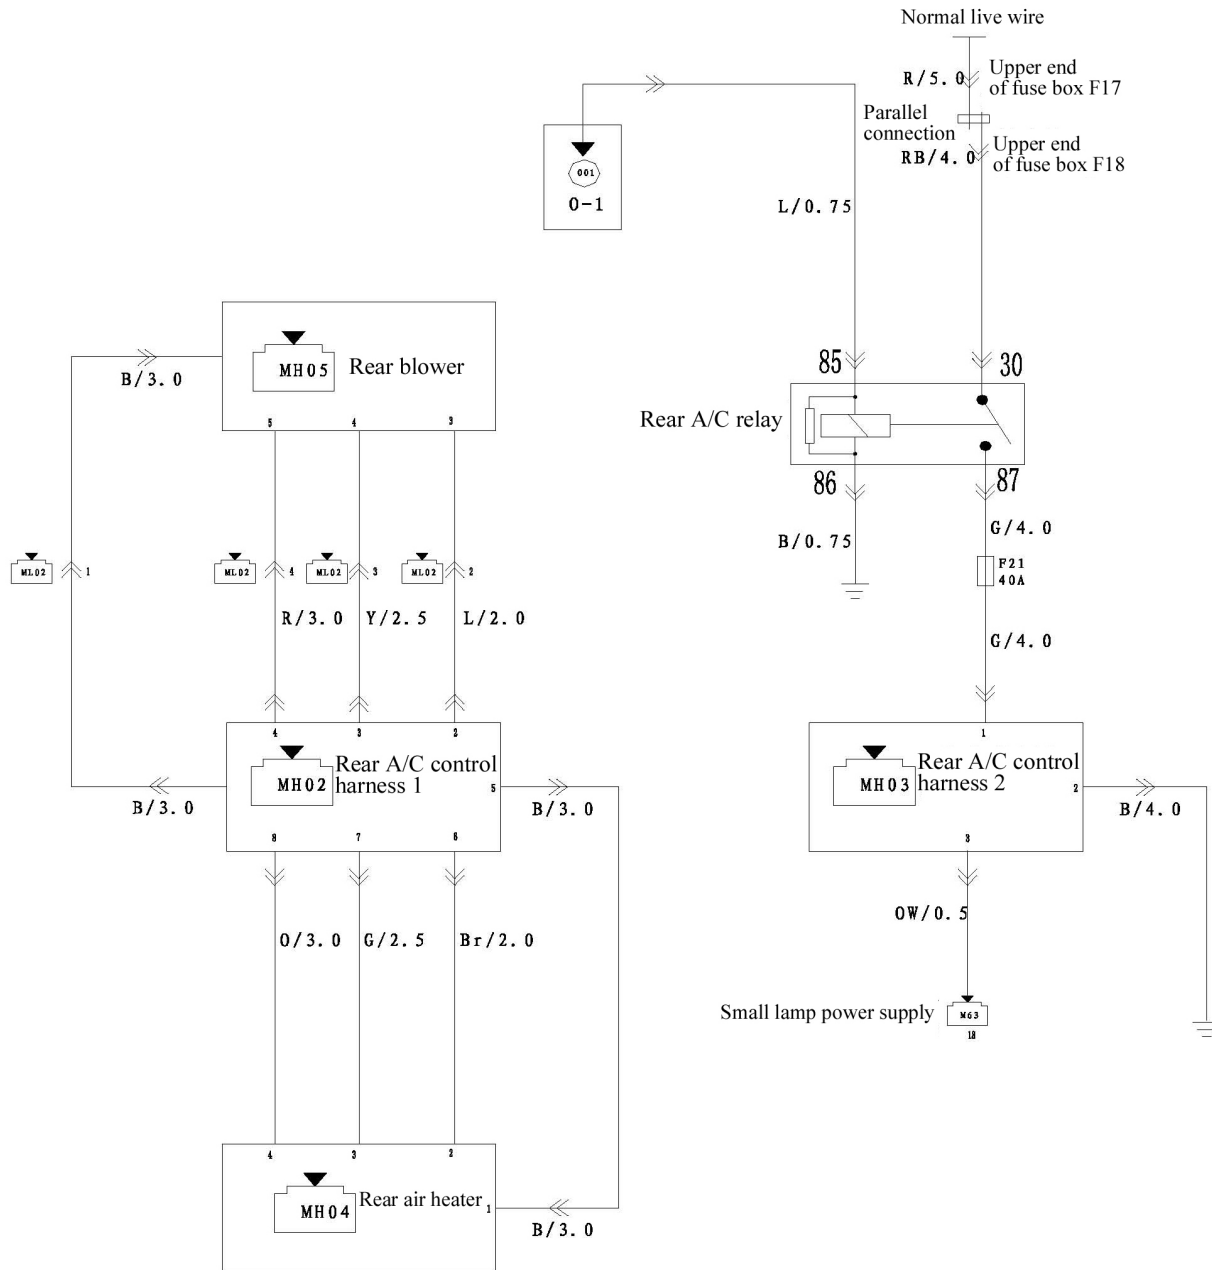 Normal live wire
R/5.0
Upper end
of fuse box F17
Parallel
connection
RB/4.0
Upper end
of fuse box F18
001
O-1
L/0.75
MH05
Rear blower
B/3.0
5
4
3
85
30
Rear A/C relay
86
87
G/4.0
B/0.75
F21
40A
ML02
1
ML02
4
ML02
3
ML02
2
R/3.0
Y/2.5
L/2.0
G/4.0
4
3
2
1
MH02
Rear A/C control
harness 1
5
MH03
Rear A/C control
harness 2
2
B/3.0
B/3.0
B/4.0
8
7
6
3
O/3.0
G/2.5
Br/2.0
OW/0.5
Small lamp power supply
M63
18
4
3
2
MH04
Rear air heater
1
B/3.0